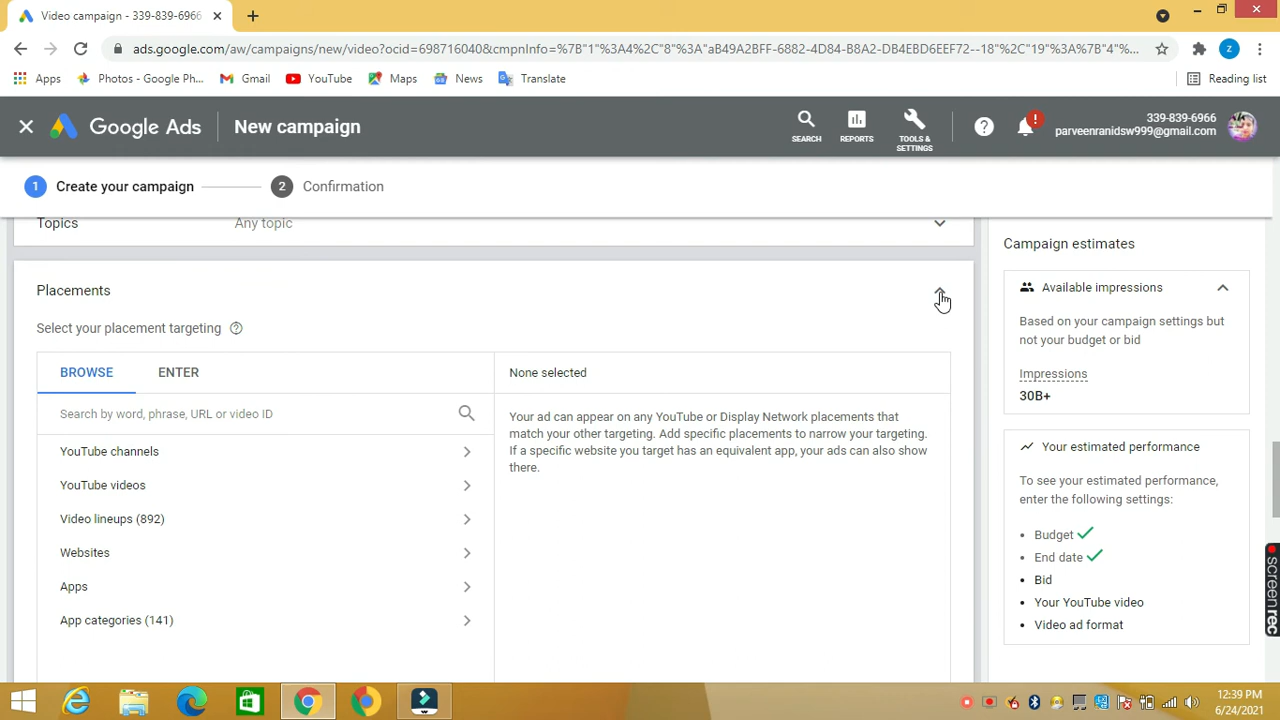 Video campaign - 339-839-6966
ads.google.com/aw/campaigns/new/video?ocid=698716040&cmpnInfo=%7B"1"%3A4%2C"8"%3A"aB49A2BFF-6882-4D84-B8A2-DB4EBD6EEF72--18"%2C"19"%3A%7B"4"%...
Apps
Photos - Google Ph...
Gmail
YouTube
Maps
News
Translate
Reading list
Google Ads
New campaign
SEARCH
REPORTS
TOOLS &
SETTINGS
339-839-6966
parveenranidsw999@gmail.com
1 Create your campaign
2 Confirmation
Topics
Any topic
Placements
Select your placement targeting
BROWSE
ENTER
Search by word, phrase, URL or video ID
YouTube channels
YouTube videos
Video lineups (892)
Websites
Apps
App categories (141)
None selected
Your ad can appear on any YouTube or Display Network placements that
match your other targeting. Add specific placements to narrow your targeting.
If a specific website you target has an equivalent app, your ads can also show
there.
Campaign estimates
Available impressions
Based on your campaign settings but
not your budget or bid
Impressions
30B+
Your estimated performance
To see your estimated performance,
enter the following settings:
• Budget
• End date
• Bid
• Your YouTube video
• Video ad format
screenrec
12:39 PM
6/24/2021